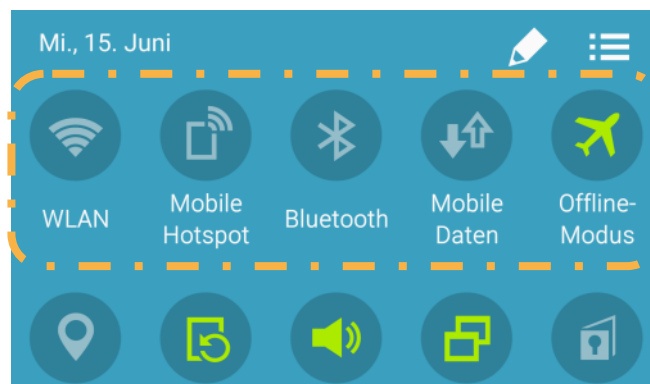 Mi., 15. Juni
WLAN
Mobile
Hotspot
Bluetooth
Mobile
Daten
Offline-
Modus